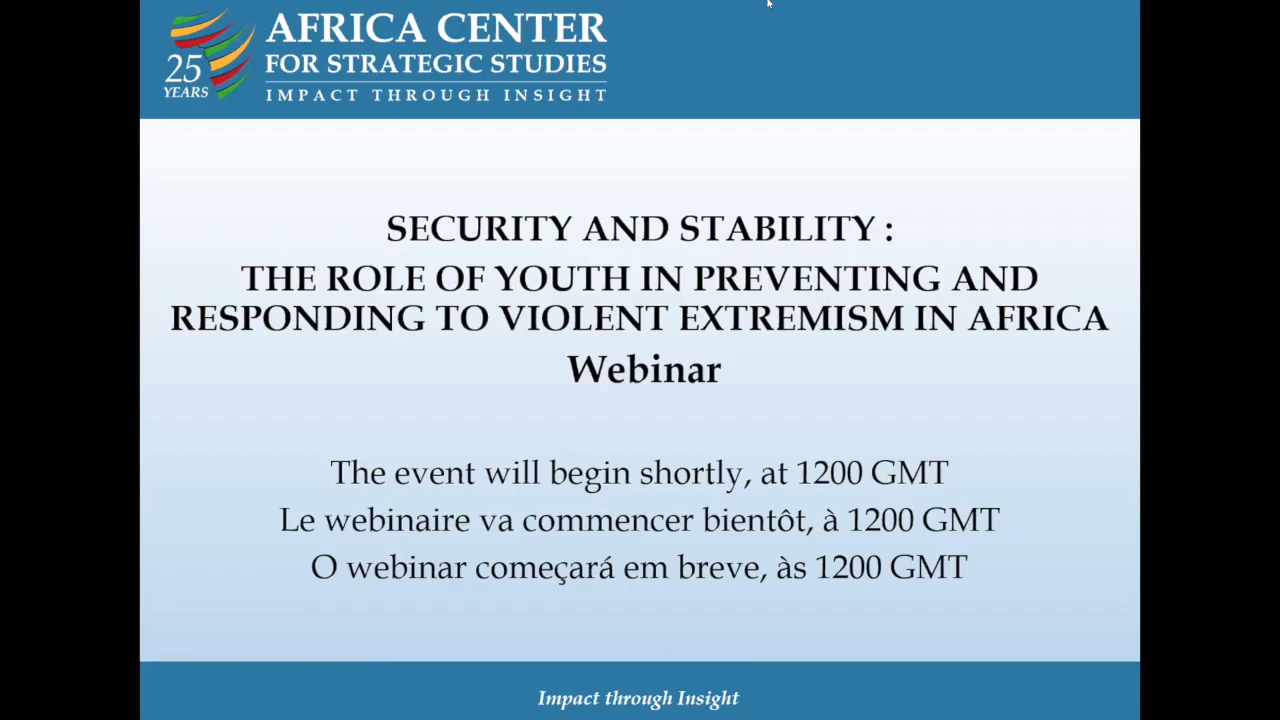 AFRICA CENTER
FOR STRATEGIC STUDIES
25
YEARS
IMPACT THROUGH INSIGHT
SECURITY AND STABILITY :
THE ROLE OF YOUTH IN PREVENTING AND
RESPONDING TO VIOLENT EXTREMISM IN AFRICA
Webinar
The event will begin shortly, at 1200 GMT
Le webinaire va commencer bientôt, à 1200 GMT
O webinar começará em breve, às 1200 GMT
Impact through Insight